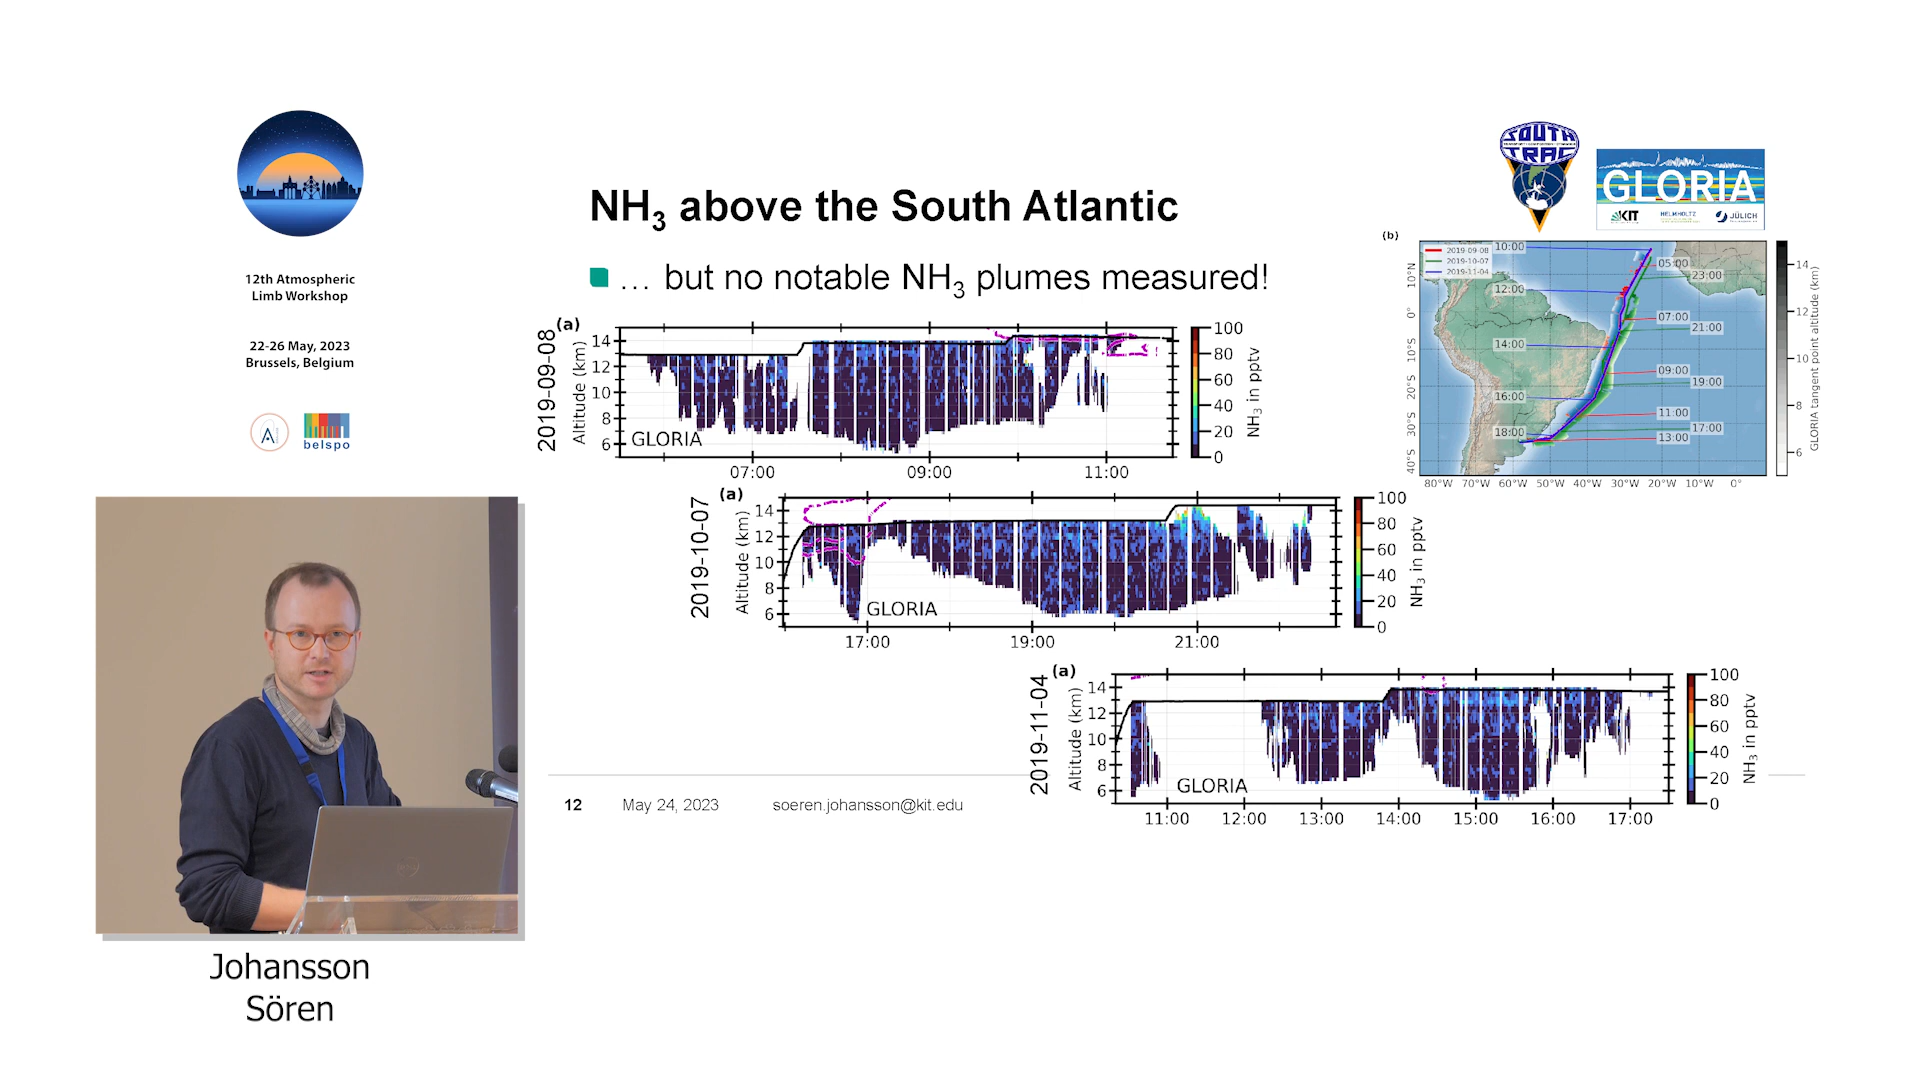 12th Atmospheric
Limb Workshop
22-26 May, 2023
Brussels, Belgium
A
belspo
Johansson
Sören
NH3 above the South Atlantic
... but no notable NH3 plumes measured!
SOUTH
TRAC
GLORIA
KIT
HELMHOLTZ
JÜLICH
(a)
2019-09-08
Altitude (km)
14
12
10
8
6
GLORIA
07:00
09:00
11:00
100
80
60
40
20
0
NH3 in pptv
(b)
2019-09-08
2019-10-07
2019-11-04
10:00
12:00
14:00
16:00
18:00
05:00
23:00
07:00
21:00
09:00
19:00
11:00
17:00
13:00
10°N
0°
10°S
20°S
30°S
40°S
80°W
70°W
60°W
50°W
40°W
30°W
20°W
10°W
0°
14
12
10
8
6
GLORIA tangent point altitude (km)
(a)
2019-10-07
Altitude (km)
14
12
10
8
6
GLORIA
17:00
19:00
21:00
100
80
60
40
20
0
NH3 in pptv
(a)
2019-11-04
Altitude (km)
14
12
10
8
6
GLORIA
11:00
12:00
13:00
14:00
15:00
16:00
17:00
100
80
60
40
20
0
NH3 in pptv
12
May 24, 2023
soeren.johansson@kit.edu